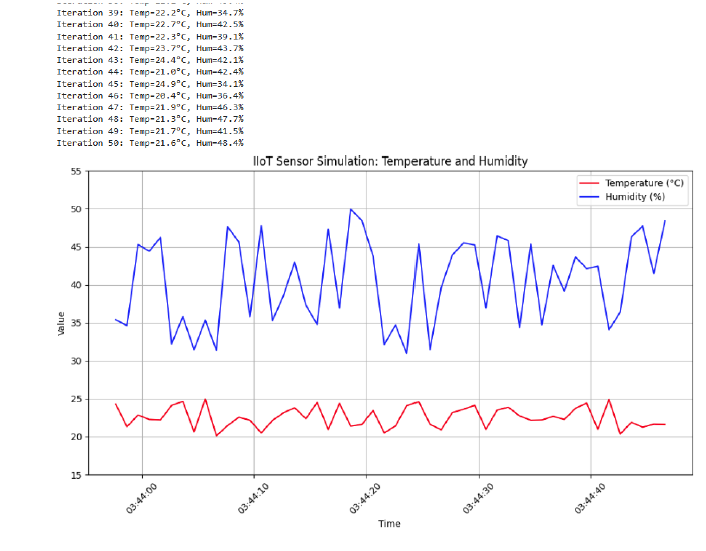 Iteration 39: Temp=22.2°C, Hum=34.7%
Iteration 40: Temp=22.7°C, Hum=42.5%
Iteration 41: Temp=22.3°C, Hum=39.1%
Iteration 42: Temp=23.7°C, Hum=43.7%
Iteration 43: Temp=24.4°C, Hum=42.1%
Iteration 44: Temp=21.0°C, Hum=42.4%
Iteration 45: Temp=24.9°C, Hum=34.1%
Iteration 46: Temp=20.4°C, Hum=36.4%
Iteration 47: Temp=21.9°C, Hum=46.3%
Iteration 48: Temp=21.3°C, Hum=47.7%
Iteration 49: Temp=21.7°C, Hum=41.5%
Iteration 50: Temp=21.6°C, Hum=48.4%
IIoT Sensor Simulation: Temperature and Humidity
Temperature (°C)
Humidity (%)
55
50
45
40
35
30
25
20
15
Value
03:44:00
03:44:10
03:44:20
03:44:30
03:44:40
Time